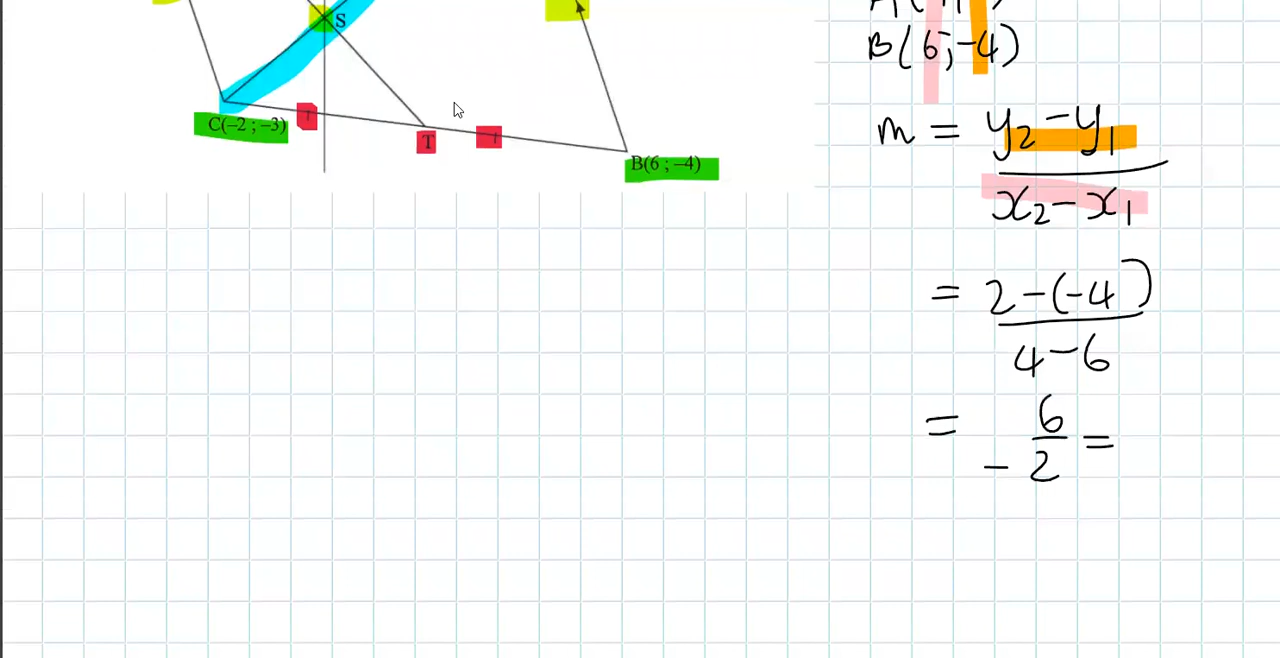 S
C(–2 ; –3)
T
B(6 ; –4)
B(6;-4)
m = y₂-y₁
x₂-x₁
= 2-(-4)
4-6
= 6 =
-2